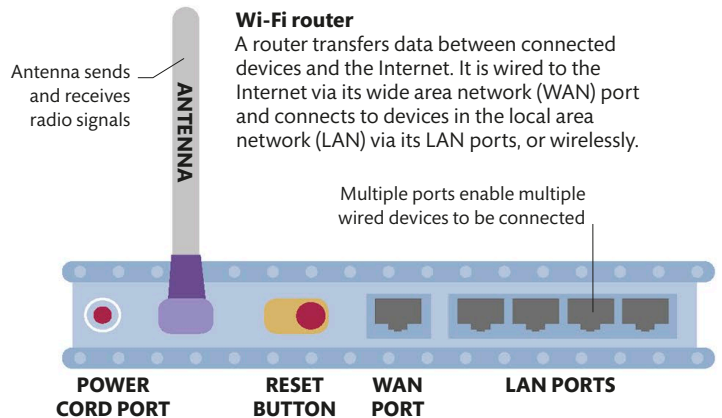 Wi-Fi router
A router transfers data between connected
devices and the Internet. It is wired to the
Internet via its wide area network (WAN) port
and connects to devices in the local area
network (LAN) via its LAN ports, or wirelessly.
Antenna sends
and receives
radio signals
ANTENNA
Multiple ports enable multiple
wired devices to be connected
POWER
CORD PORT
RESET
BUTTON
WAN
PORT
LAN PORTS